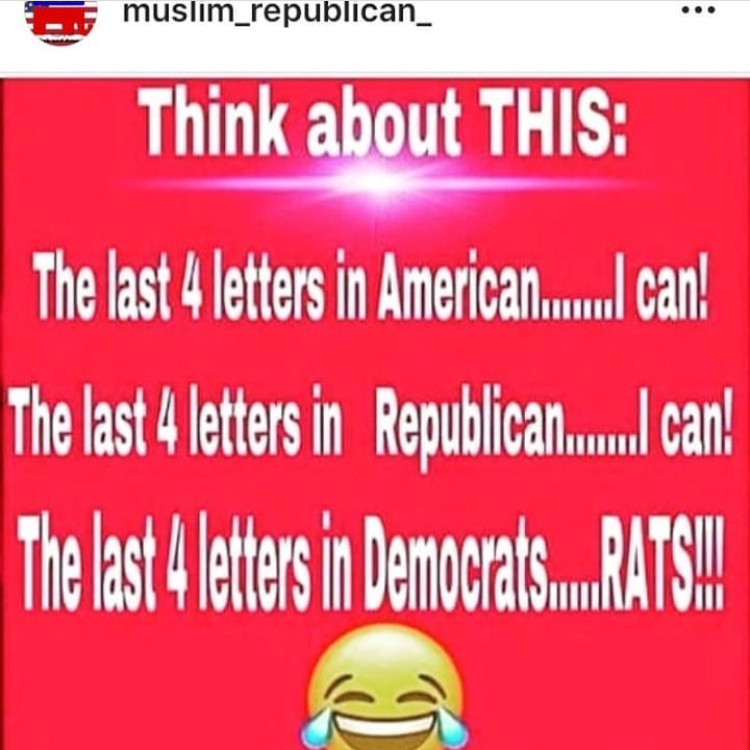 muslim_republican_
Think about THIS:
The last 4 letters in American.......I can!
The last 4 letters in Republican.......I can!
The last 4 letters in Democrats.....RATS!!!